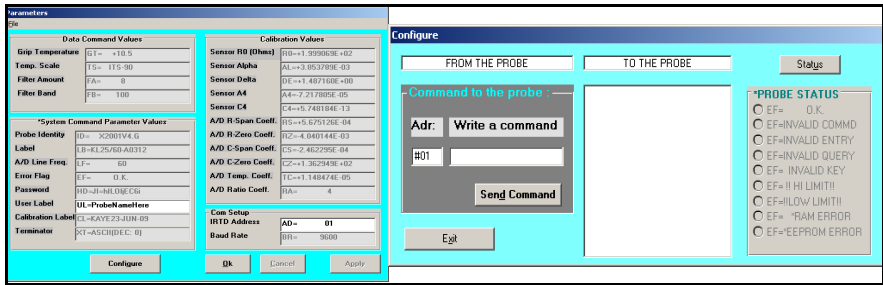 Parameters
File
Data Command Values
Grip Temperature GT= +10.5
Temp. Scale TS= ITS-90
Filter Amount FA= 8
Filter Band FB= 100
*System Command Parameter Values
Probe Identity ID= X2001V4.G
Label LB=KL25/60-A0312
A/D Line Freq. LF= 60
Error Flag EF= O.K.
Password
User Label UL=ProbeNameHere
Calibration Label CL=KAYE23-JUN-09
Terminator XT=ASCII(DEC: 0)
Configure
Calibration Values
Sensor R0 (Ohms) R0=+1.999069E+02
Sensor Alpha AL=+3.853789E-03
Sensor Delta DE=+1.487160E+00
Sensor A4 A4=-7.217805E-05
Sensor C4 C4=+5.748184E-13
A/D R-Span Coeff. RS=+5.675126E-04
A/D R-Zero Coeff. RZ=-4.040144E-03
A/D C-Span Coeff. CS=-2.462295E-04
A/D C-Zero Coeff. CZ=+1.362949E+02
A/D Temp. Coeff. TC=+1.148474E-05
A/D Ratio Coeff. RA= 4
Com Setup
IRTD Address AD= 01
Baud Rate BR= 9600
Ok Cancel Apply
Configure
FROM THE PROBE TO THE PROBE Status
Command to the probe :
Adr: Write a command
#01
Send Command
Exit
*PROBE STATUS
EF= O.K.
EF=INVALID COMMD
EF=INVALID ENTRY
EF=INVALID QUERY
EF= INVALID KEY
EF= !! HI LIMIT!!
EF=!!LOW LIMIT!!
EF= *RAM ERROR
EF=*EEPROM ERROR